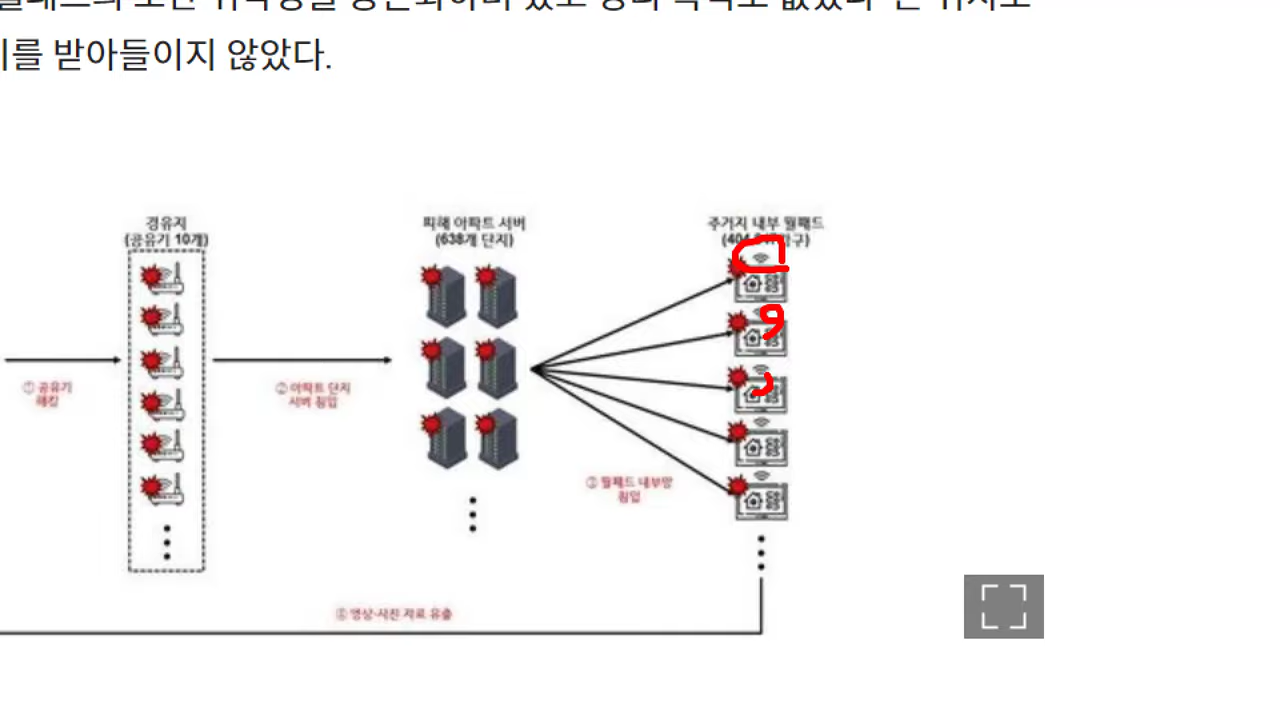 를 받아들이지 않았다.
경유지
(공유기 10개)
피해 아파트 서버
(638개 단지)
주거지 내부 월패드
① 공유기
해킹
② 아파트 단지
서버 침입
③ 월패드 내부망
침입
④ 영상·사진 자료 유출